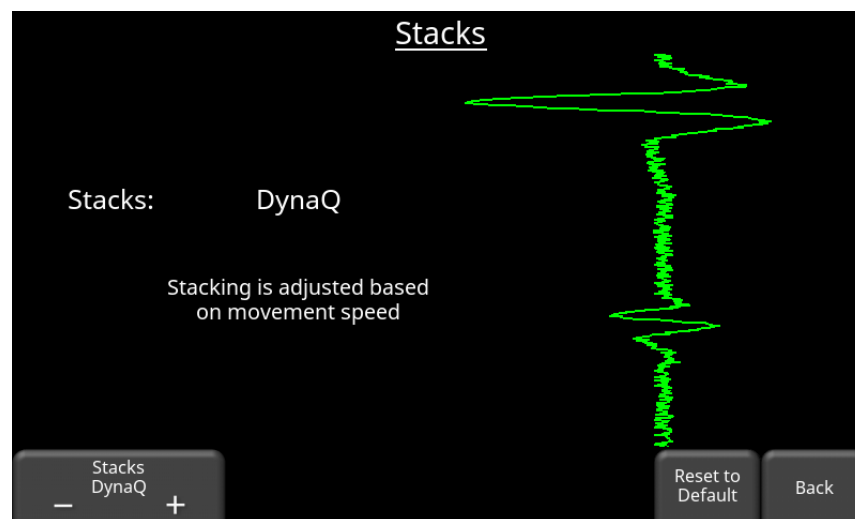 Stacks
Stacks: DynaQ
Stacking is adjusted based
on movement speed
Stacks
DynaQ
− +
Reset to
Default
Back